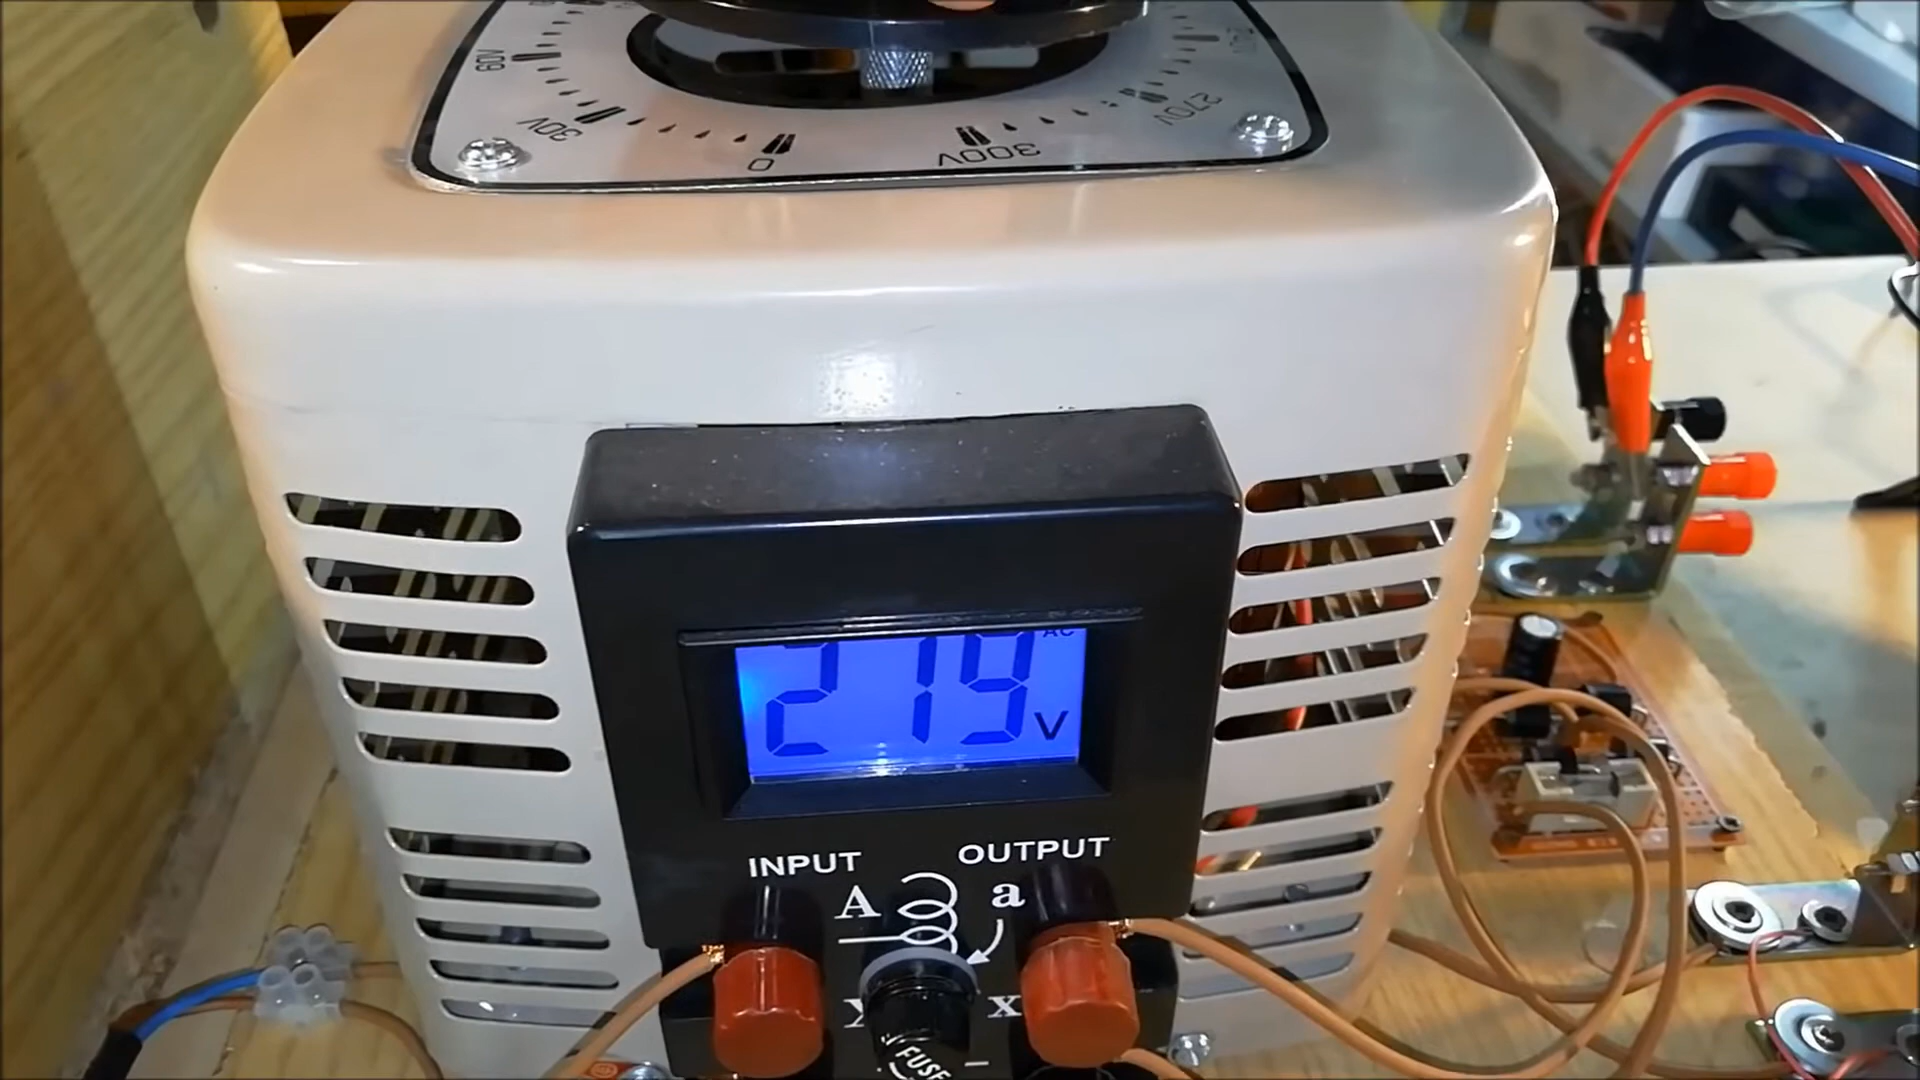 60V
30V
0
300V
270V
AC
219
V
INPUT
OUTPUT
A
a
X
x
FUSE